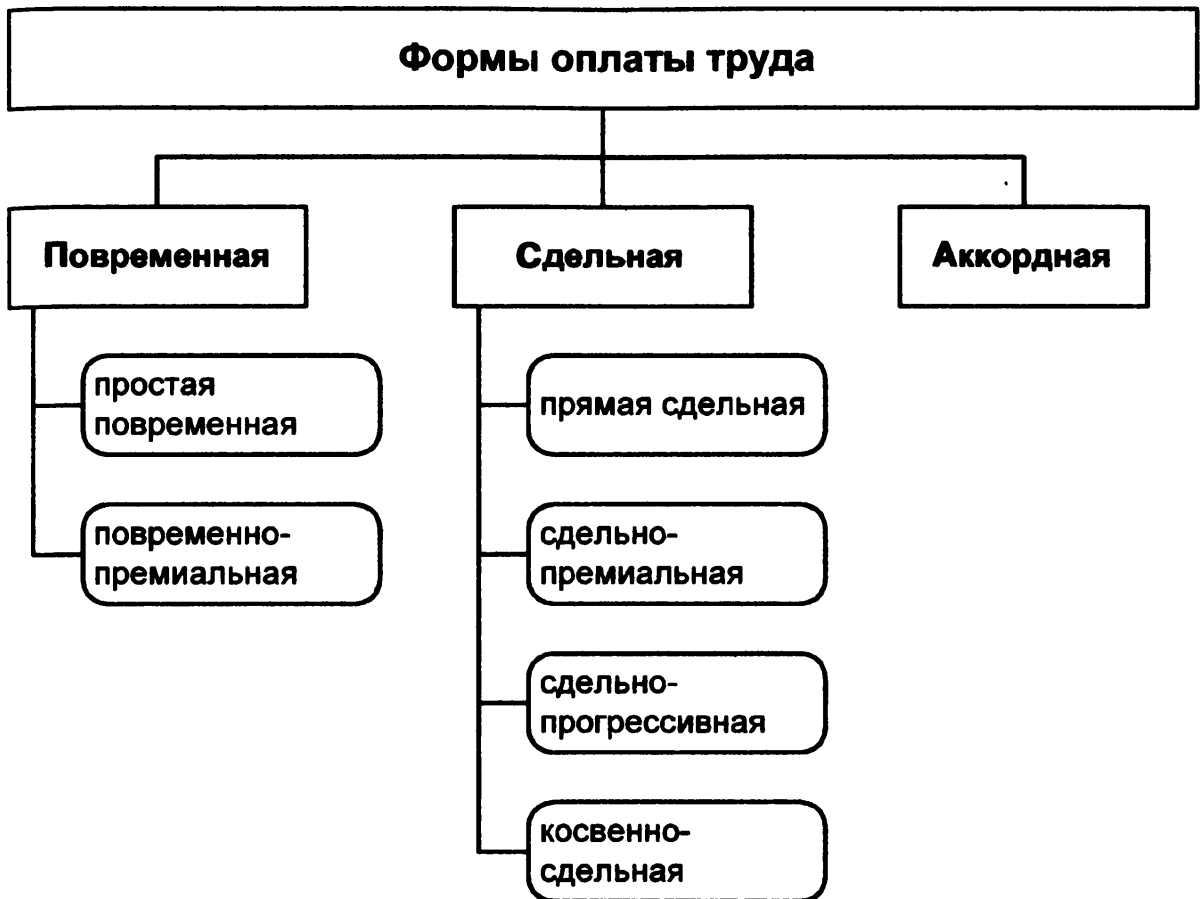 Формы оплаты труда
Повременная
простая
повременная
повременно-
премиальная
Сдельная
прямая сдельная
сдельно-
премиальная
сдельно-
прогрессивная
косвенно-
сдельная
Аккордная